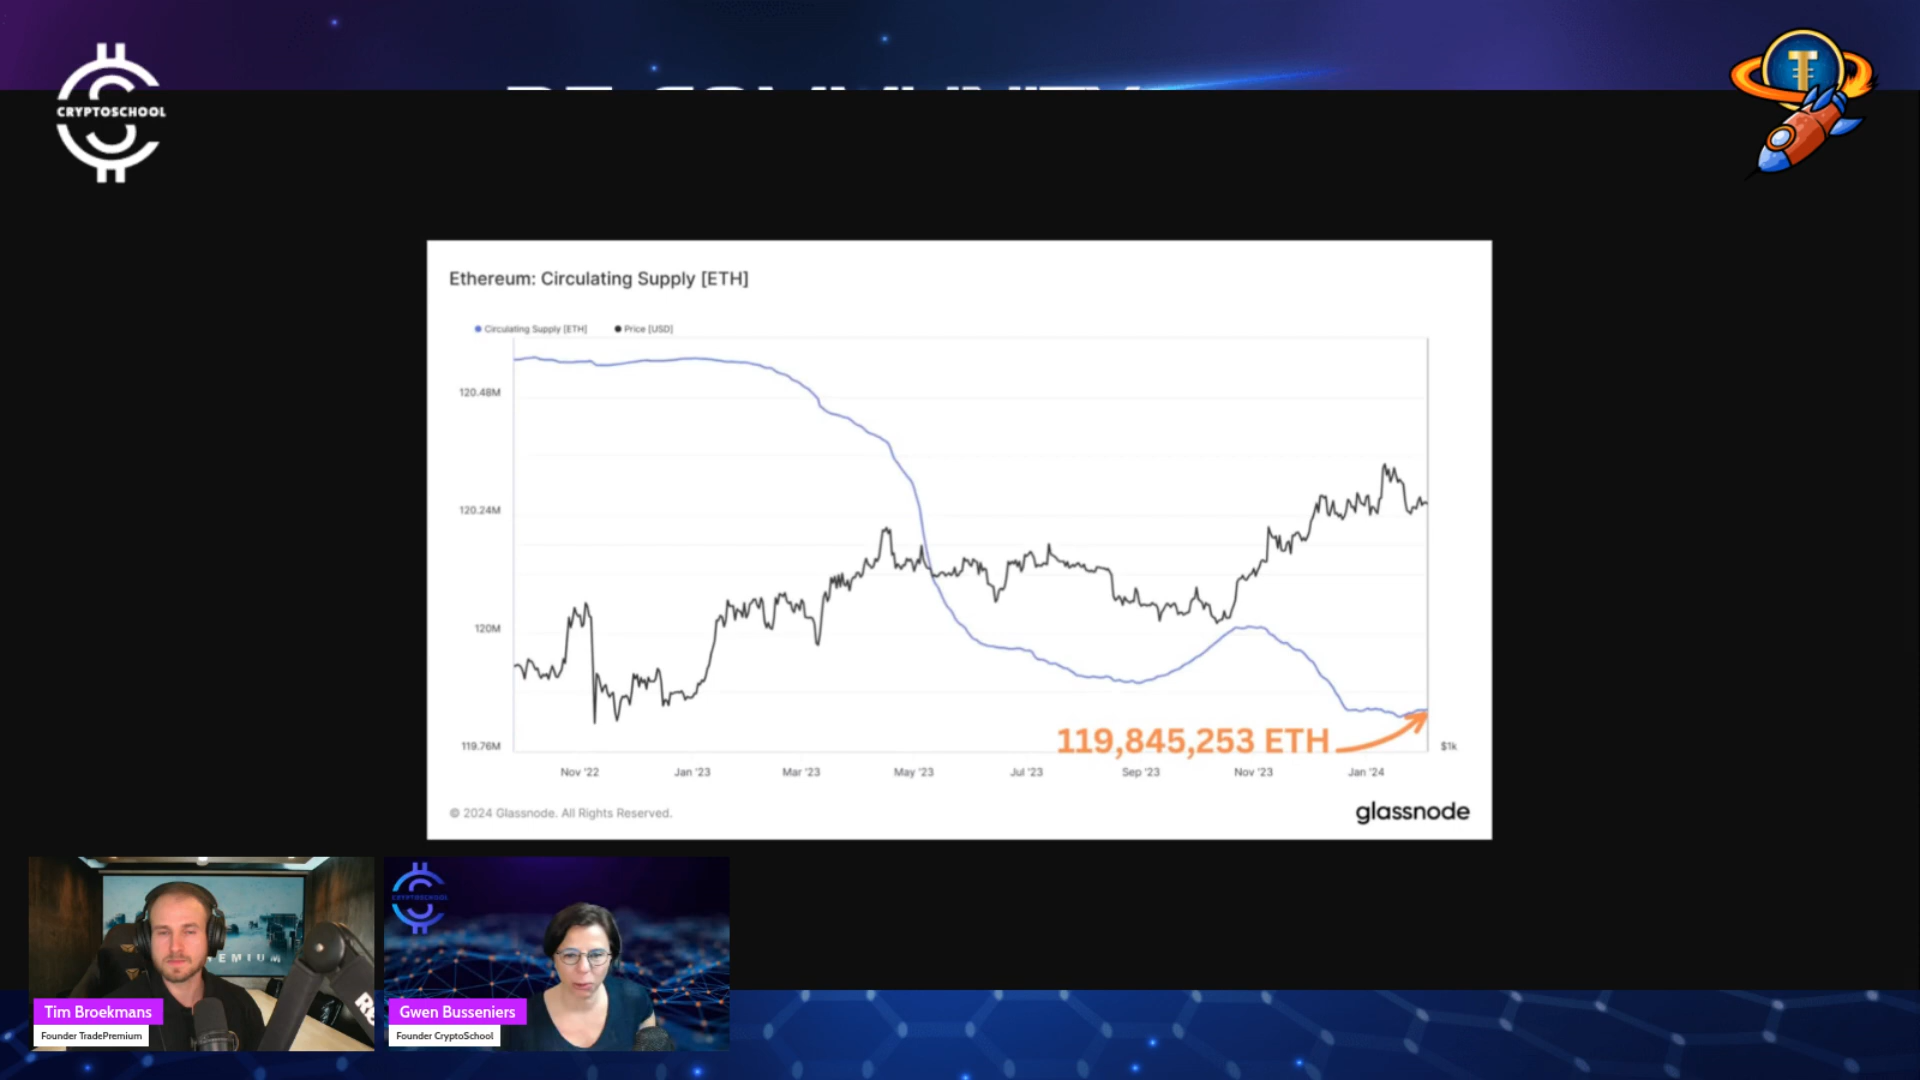 CRYPTOSCHOOL
Ethereum: Circulating Supply [ETH]
Circulating Supply [ETH]
Price [USD]
120.48M
120.24M
120M
119.76M
$1k
119,845,253 ETH
Nov '22
Jan '23
Mar '23
May '23
Jul '23
Sep '23
Nov '23
Jan '24
© 2024 Glassnode. All Rights Reserved.
glassnode
CRYPTOSCHOOL
EMIUM
Tim Broekmans
Founder TradePremium
Gwen Busseniers
Founder CryptoSchool